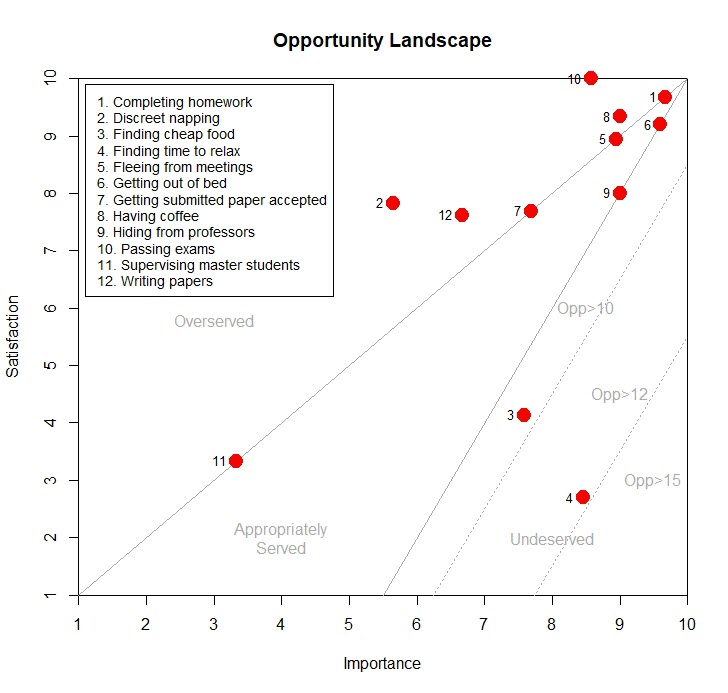 Opportunity Landscape
1. Completing homework
2. Discreet napping
3. Finding cheap food
4. Finding time to relax
5. Fleeing from meetings
6. Getting out of bed
7. Getting submitted paper accepted
8. Having coffee
9. Hiding from professors
10. Passing exams
11. Supervising master students
12. Writing papers
10
1
8
6
5
2
12
7
9
3
11
4
Overserved
Opp>10
Opp>12
Opp>15
Appropriately
Served
Undeserved
Satisfaction
10
9
8
7
6
5
4
3
2
1
1 2 3 4 5 6 7 8 9 10
Importance